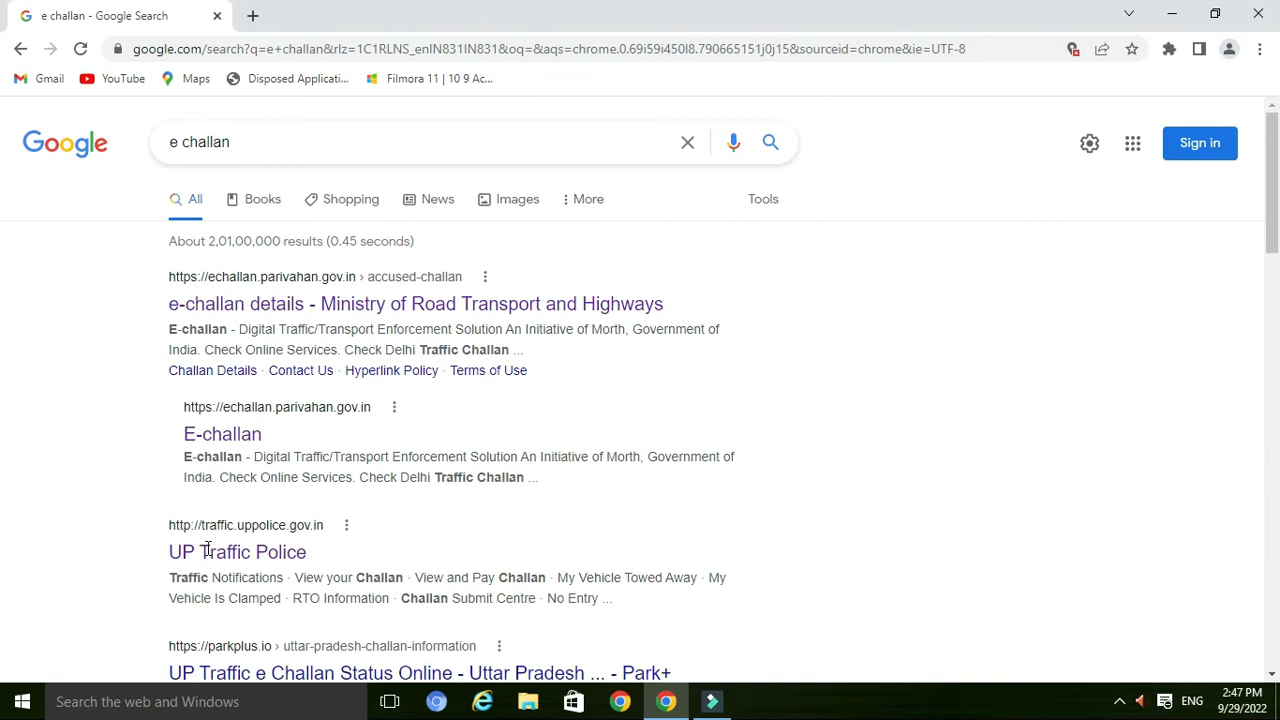 e challan - Google Search
google.com/search?q=e+challan&rlz=1C1RLNS_enIN831IN831&oq=&aqs=chrome.0.69i59i450l8.790665151j0j15&sourceid=chrome&ie=UTF-8
Gmail YouTube Maps Disposed Applicati... Filmora 11 | 10 9 Ac...
Google e challan Sign in
All Books Shopping News Images More Tools
About 2,01,00,000 results (0.45 seconds)
https://echallan.parivahan.gov.in › accused-challan
e-challan details - Ministry of Road Transport and Highways
E-challan - Digital Traffic/Transport Enforcement Solution An Initiative of Morth, Government of
India. Check Online Services. Check Delhi Traffic Challan ...
Challan Details · Contact Us · Hyperlink Policy · Terms of Use
https://echallan.parivahan.gov.in
E-challan
E-challan - Digital Traffic/Transport Enforcement Solution An Initiative of Morth, Government of
India. Check Online Services. Check Delhi Traffic Challan ...
http://traffic.uppolice.gov.in
UP Traffic Police
Traffic Notifications · View your Challan · View and Pay Challan · My Vehicle Towed Away · My
Vehicle Is Clamped · RTO Information · Challan Submit Centre · No Entry ...
https://parkplus.io › uttar-pradesh-challan-information
UP Traffic e Challan Status Online - Uttar Pradesh ... - Park+
Search the web and Windows
ENG
2:47 PM
9/29/2022